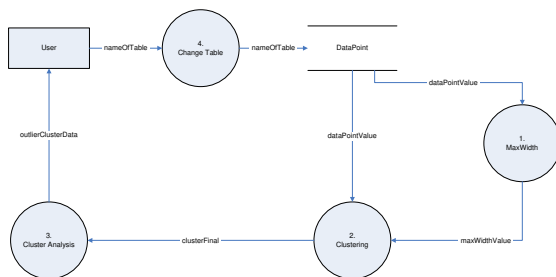 4.
User
nameOfTable
Change Table
nameOfTable
DataPoint
dataPointValue
outlierClusterData
dataPointValue
1.
MaxWidth
3.
Cluster Analysis
clusterFinal
2.
Clustering
maxWidthValue